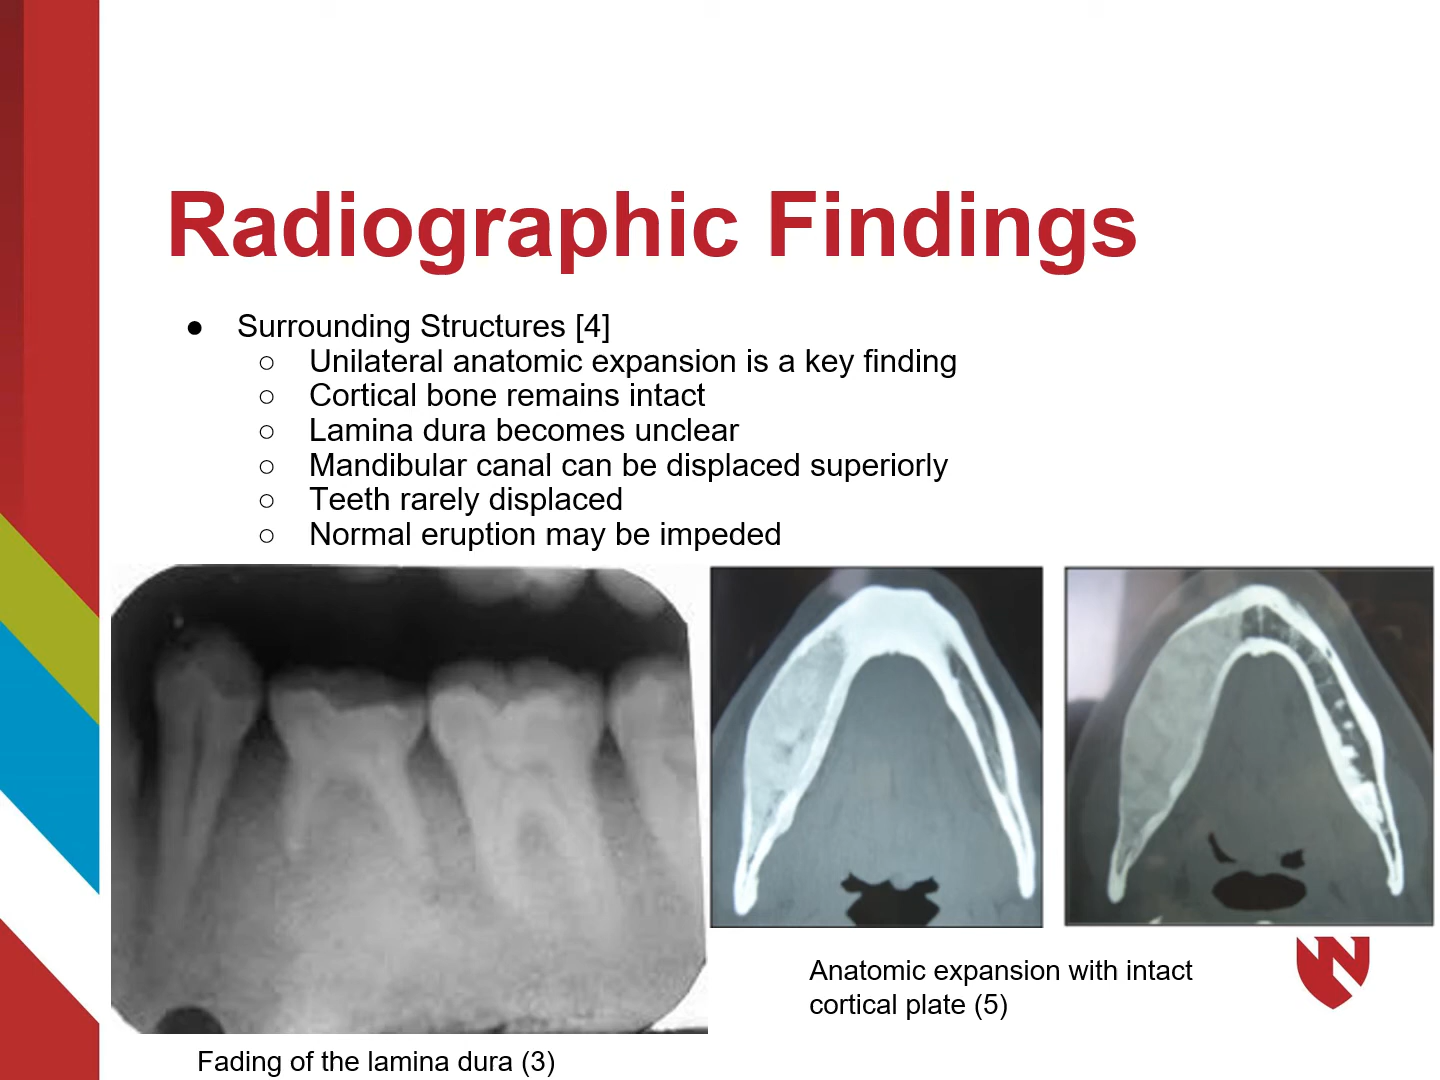 Radiographic Findings
● Surrounding Structures [4]
○ Unilateral anatomic expansion is a key finding
○ Cortical bone remains intact
○ Lamina dura becomes unclear
○ Mandibular canal can be displaced superiorly
○ Teeth rarely displaced
○ Normal eruption may be impeded
Anatomic expansion with intact
cortical plate (5)
Fading of the lamina dura (3)